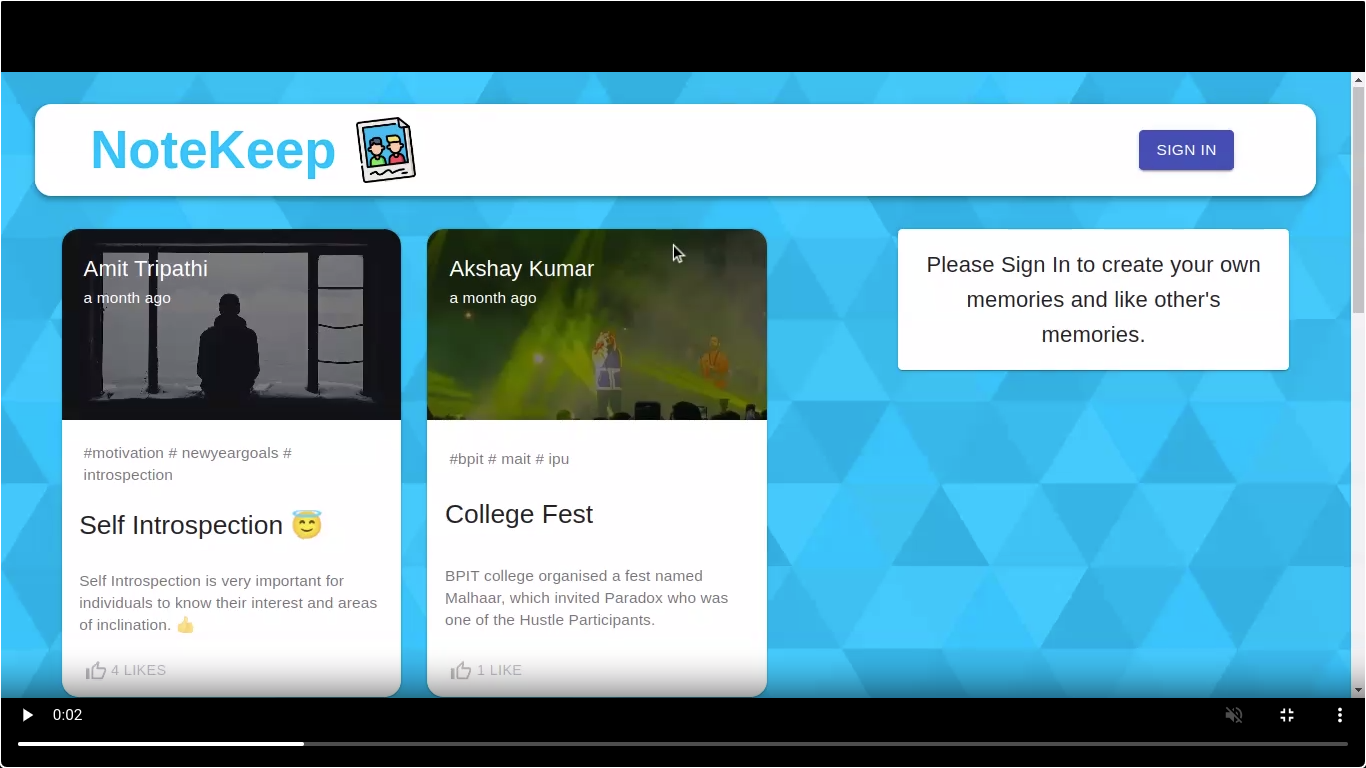 NoteKeep
SIGN IN
Amit Tripathi
a month ago
#motivation # newyeargoals #
introspection
Self Introspection 😇
Self Introspection is very important for
individuals to know their interest and areas
of inclination. 👍
4 LIKES
Akshay Kumar
a month ago
#bpit # mait # ipu
College Fest
BPIT college organised a fest named
Malhaar, which invited Paradox who was
one of the Hustle Participants.
1 LIKE
Please Sign In to create your own
memories and like other's
memories.
0:02